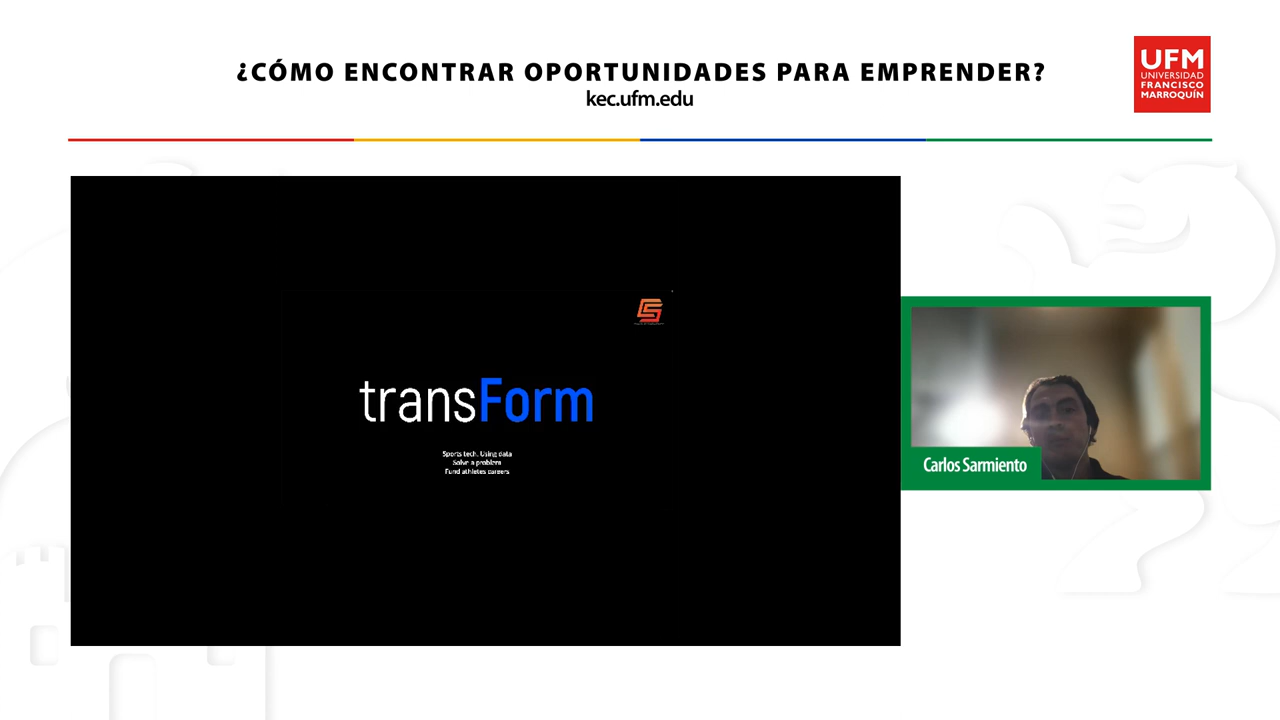 ¿CÓMO ENCONTRAR OPORTUNIDADES PARA EMPRENDER?
kec.ufm.edu
UFM
UNIVERSIDAD
FRANCISCO
MARROQUÍN
transForm
Sports tech. Using data
Solve a problem
Fund athletes careers
Carlos Sarmiento